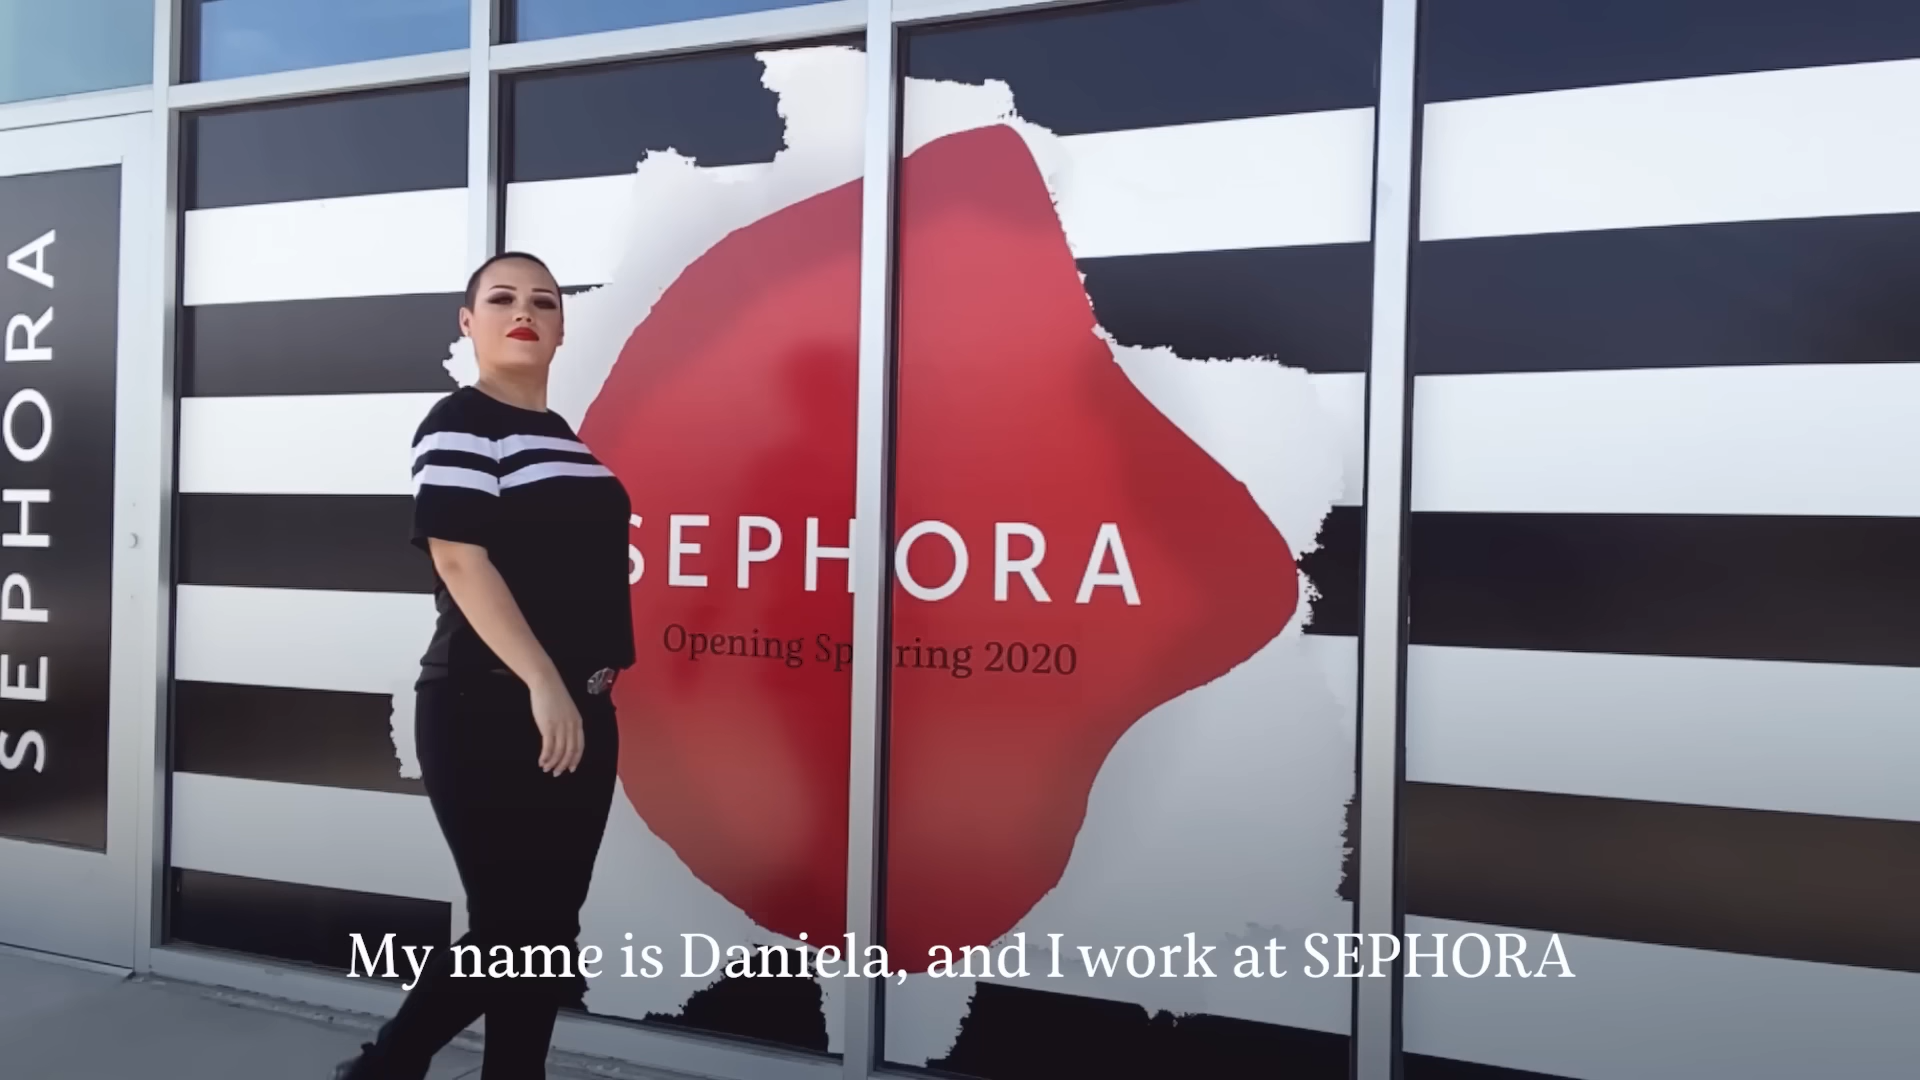 SEPHORA
SEPHORA
Opening Spring 2020
My name is Daniela, and I work at SEPHORA